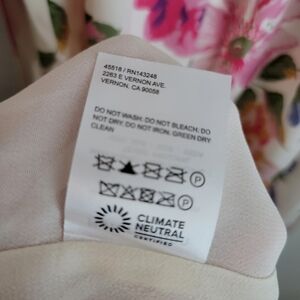 45518 / RN143248
2263 E VERNON AVE.
VERNON, CA 90058
DO NOT WASH. DO NOT BLEACH. DO
NOT DRY. DO NOT IRON. GREEN DRY
CLEAN
P
P
CLIMATE
NEUTRAL
CERTIFIED